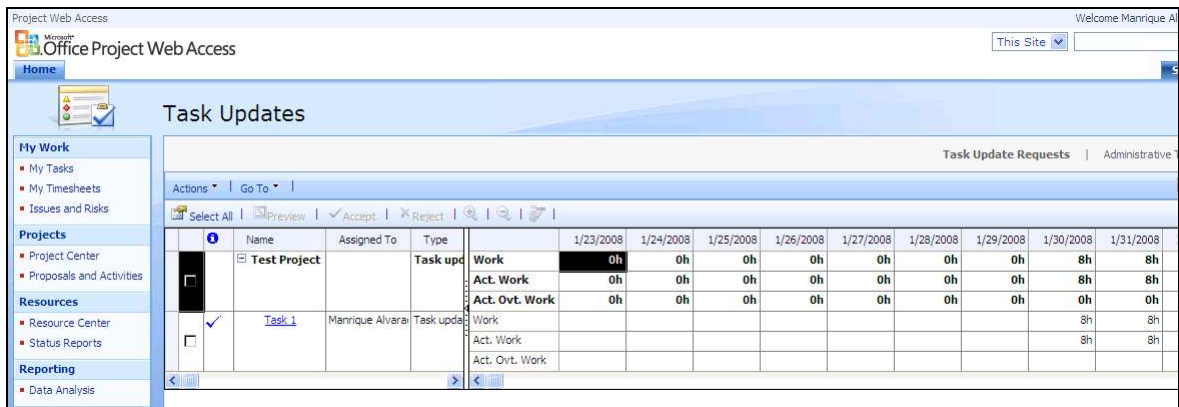 Project Web Access Welcome Manrique Al
Microsoft®
Office Project Web Access This Site
Home S
Task Updates
My Work
My Tasks
My Timesheets
Issues and Risks
Projects
Project Center
Proposals and Activities
Resources
Resource Center
Status Reports
Reporting
Data Analysis
Task Update Requests | Administrative T
Actions | Go To |
Select All | Preview | Accept | Reject | | |
Name Assigned To Type 1/23/2008 1/24/2008 1/25/2008 1/26/2008 1/27/2008 1/28/2008 1/29/2008 1/30/2008 1/31/2008
Test Project Task upd Work 0h 0h 0h 0h 0h 0h 0h 8h 8h
Act. Work 0h 0h 0h 0h 0h 0h 0h 8h 8h
Act. Ovt. Work 0h 0h 0h 0h 0h 0h 0h 0h 0h
Task 1 Manrique Alvara Task upda Work 8h 8h
Act. Work 8h 8h
Act. Ovt. Work